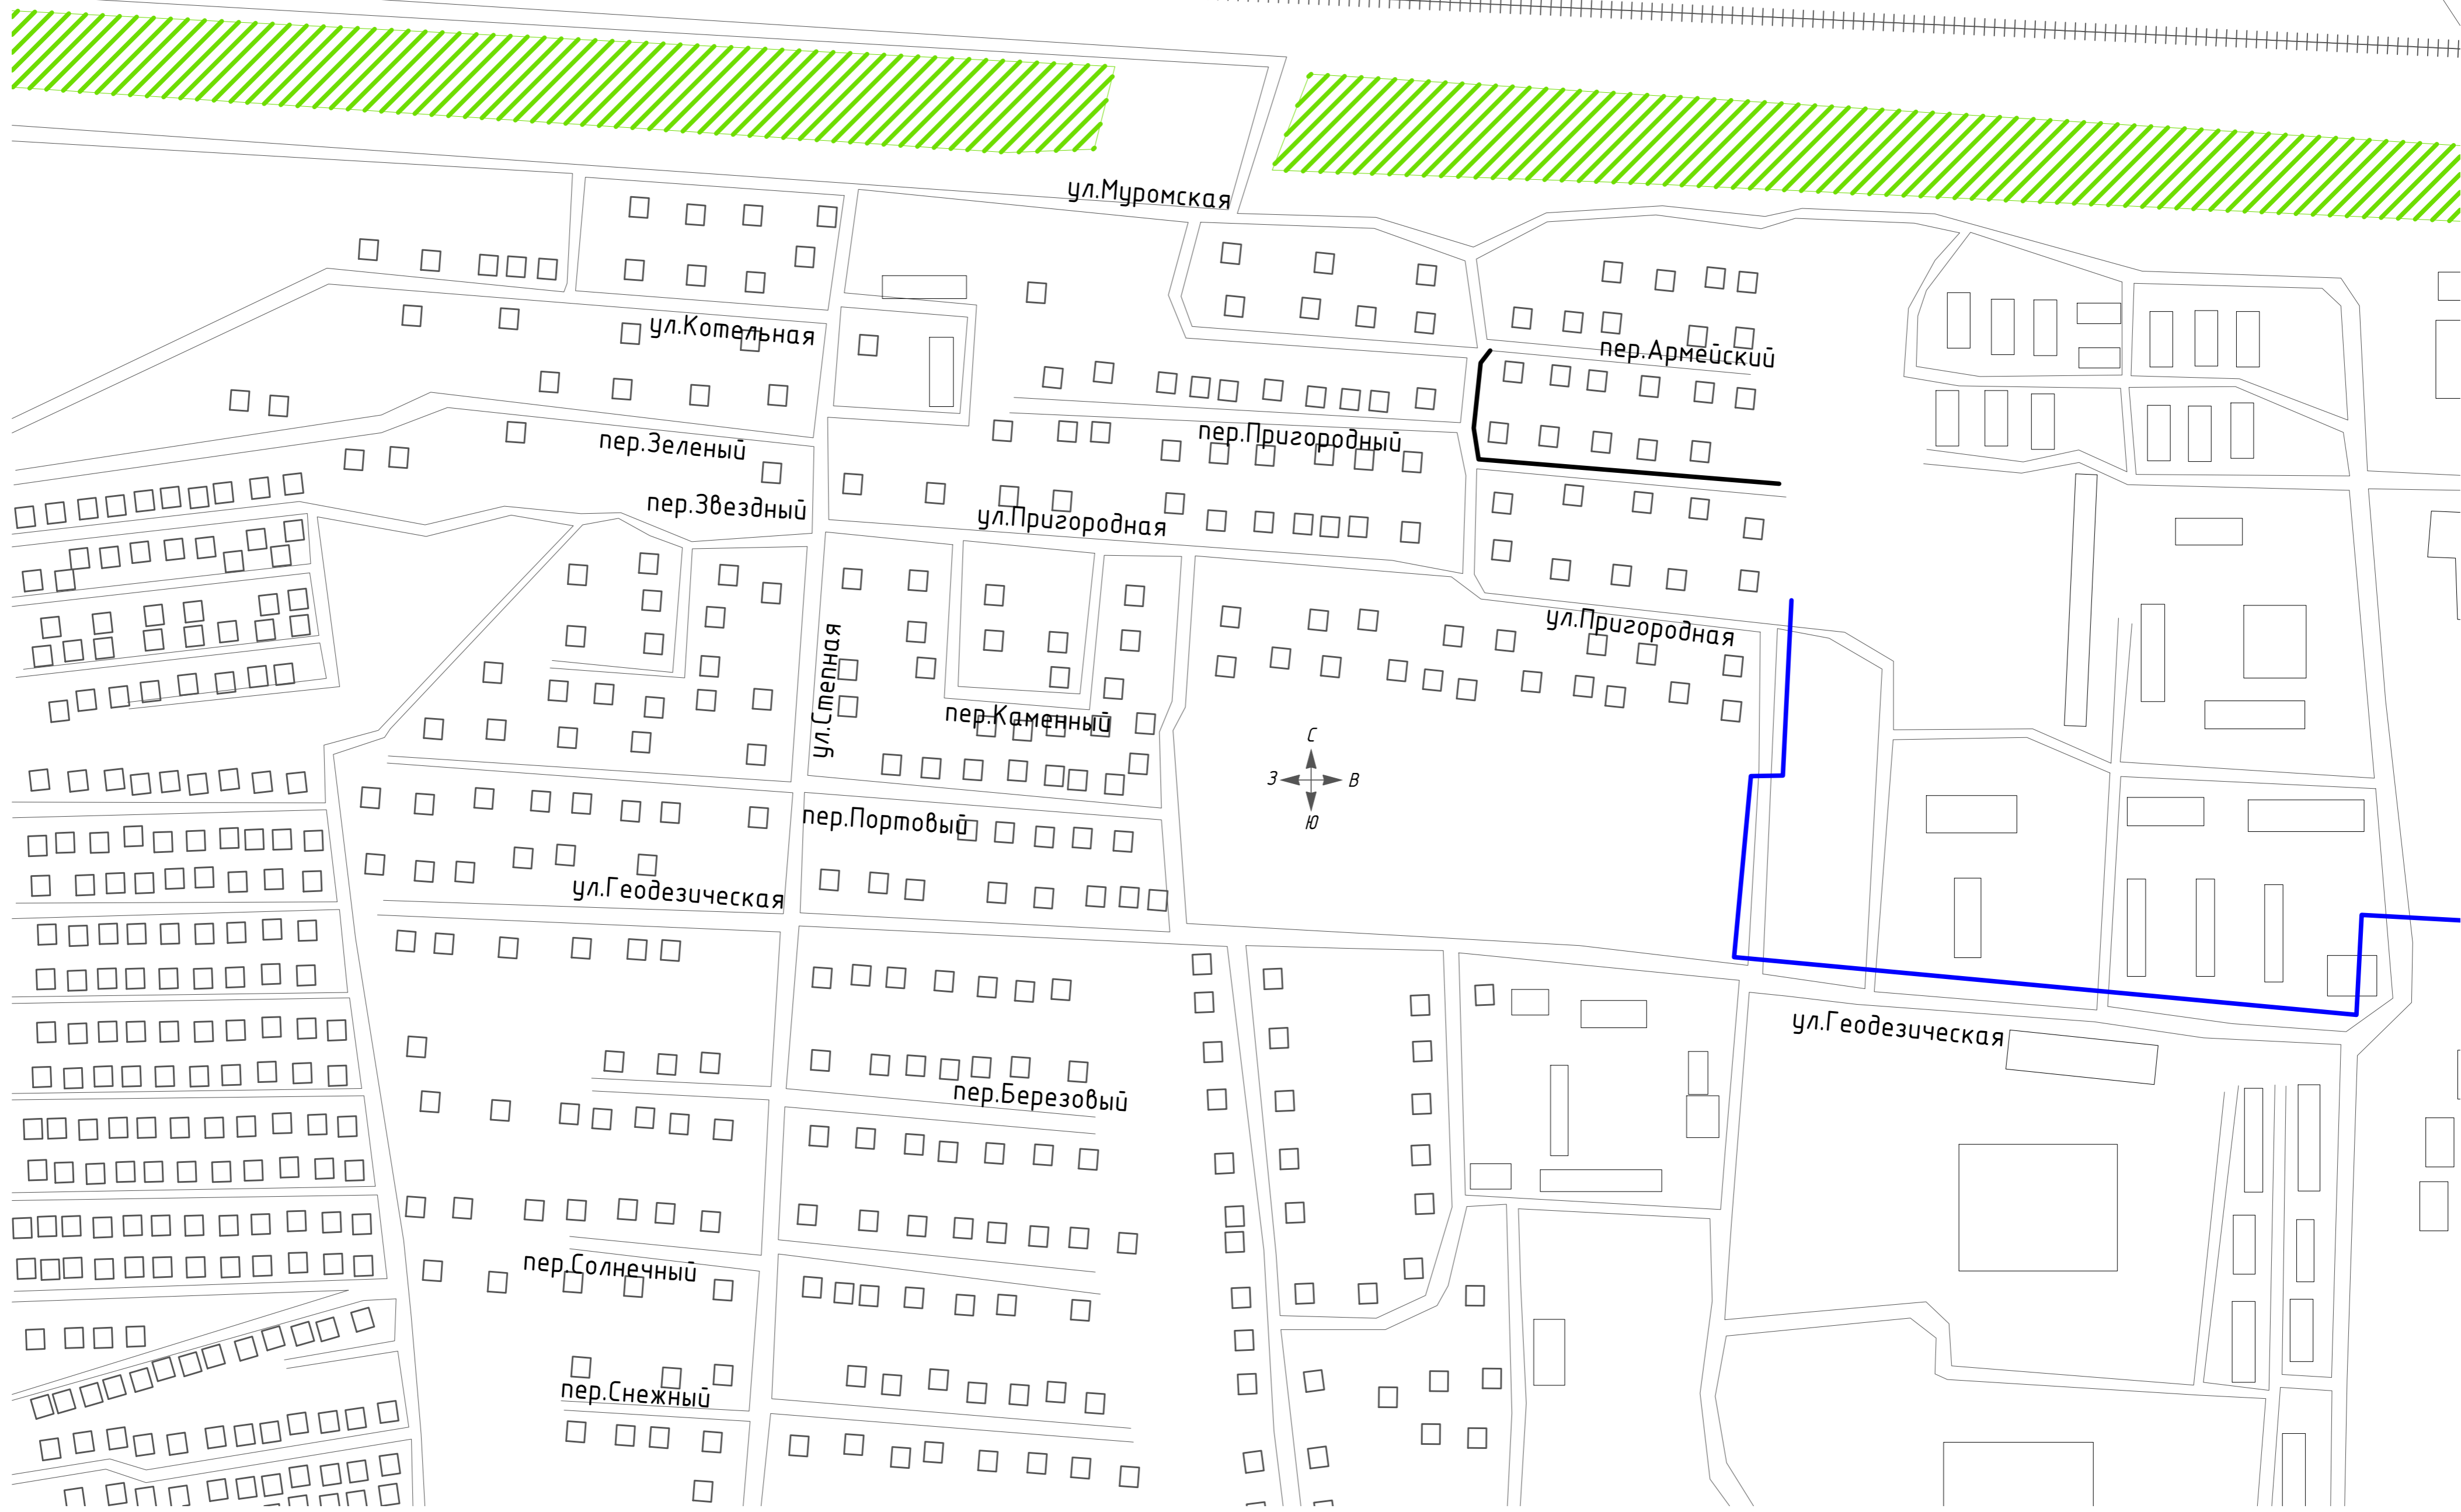 ул.Муромская
ул.Котельная
пер.Армейский
пер.Зеленый
пер.Пригородный
пер.Звездный
ул.Пригородная
ул.Пригородная
ул.Степная
пер.Каменный
С
З
В
Ю
пер.Портовый
ул.Геодезическая
ул.Геодезическая
пер.Березовый
пер.Солнечный
пер.Снежный